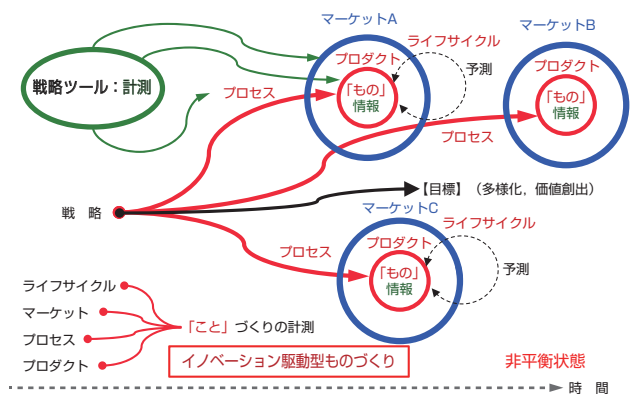 マーケットA
マーケットB
ライフサイクル
プロダクト
予測
プロダクト
戦略ツール：計測
「もの」
情報
「もの」
情報
プロセス
プロセス
【目標】（多様化，価値創出）
戦　略
マーケットC
ライフサイクル
プロダクト
プロセス
「もの」
情報
予測
ライフサイクル
マーケット
「こと」づくりの計測
プロセス
プロダクト
イノベーション駆動型ものづくり
非平衡状態
時　間